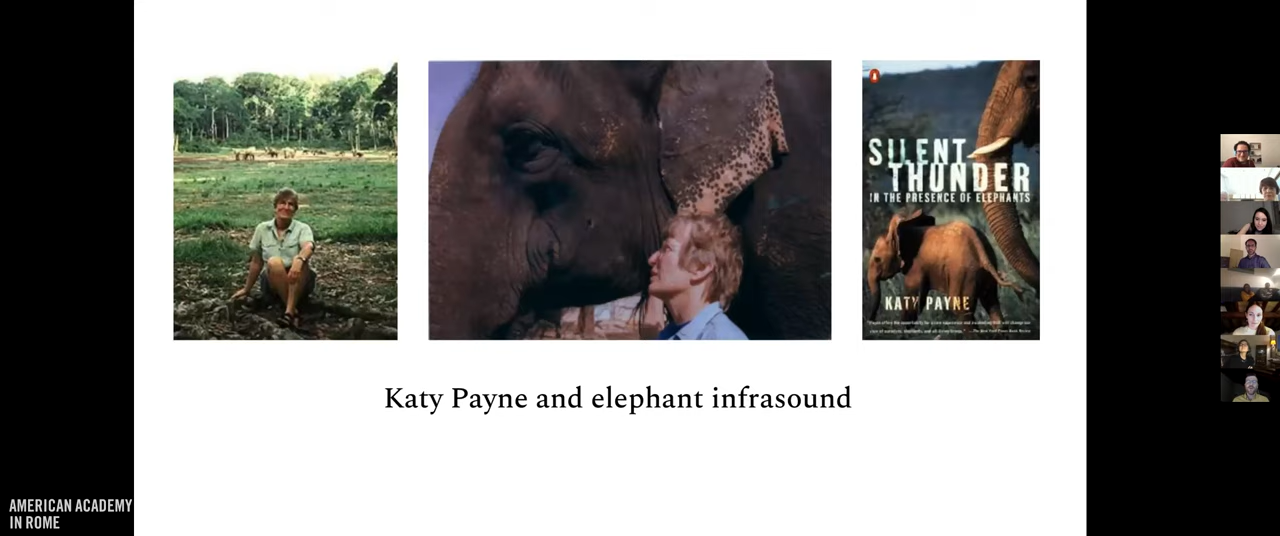 SILENT
THUNDER
IN THE PRESENCE OF ELEPHANTS
KATY PAYNE
Katy Payne and elephant infrasound
AMERICAN ACADEMY
IN ROME